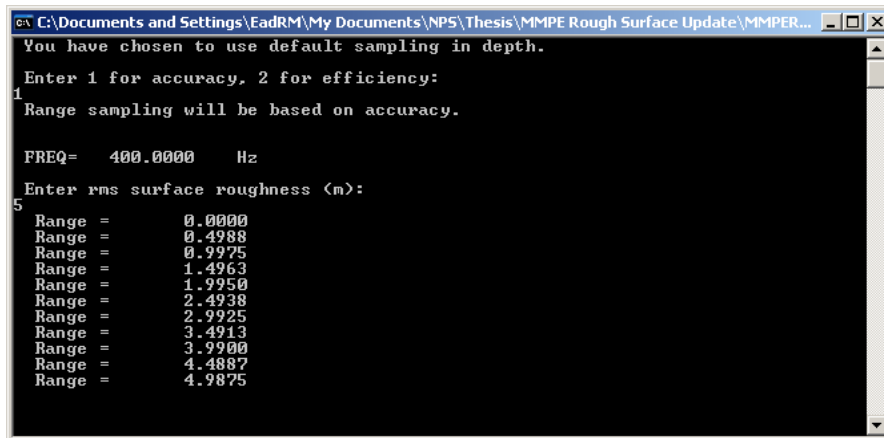 C:\Documents and Settings\EadRM\My Documents\NPS\Thesis\MMPE Rough Surface Update\MMPER...
You have chosen to use default sampling in depth.
Enter 1 for accuracy, 2 for efficiency:
1
Range sampling will be based on accuracy.
FREQ= 400.0000 Hz
Enter rms surface roughness (m):
5
Range = 0.0000
Range = 0.4988
Range = 0.9975
Range = 1.4963
Range = 1.9950
Range = 2.4938
Range = 2.9925
Range = 3.4913
Range = 3.9900
Range = 4.4887
Range = 4.9875